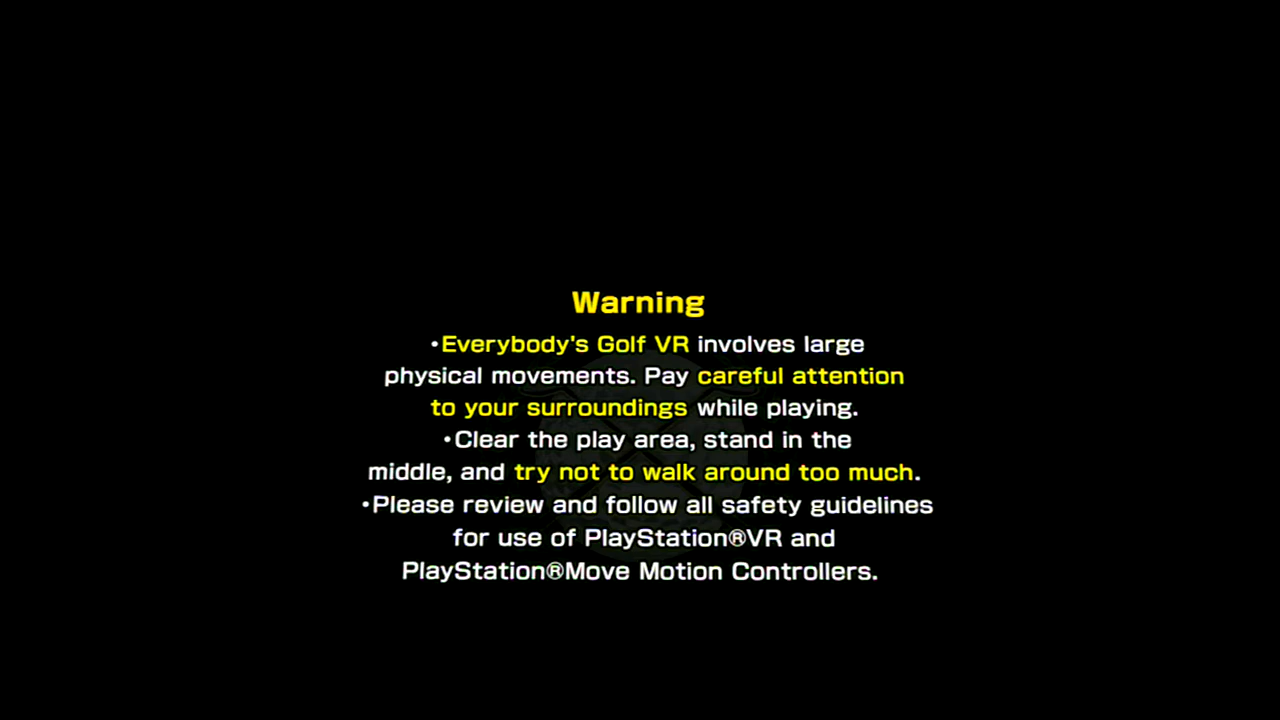 Warning
•Everybody's Golf VR involves large
physical movements. Pay careful attention
to your surroundings while playing.
•Clear the play area, stand in the
middle, and try not to walk around too much.
•Please review and follow all safety guidelines
for use of PlayStation®VR and
PlayStation®Move Motion Controllers.